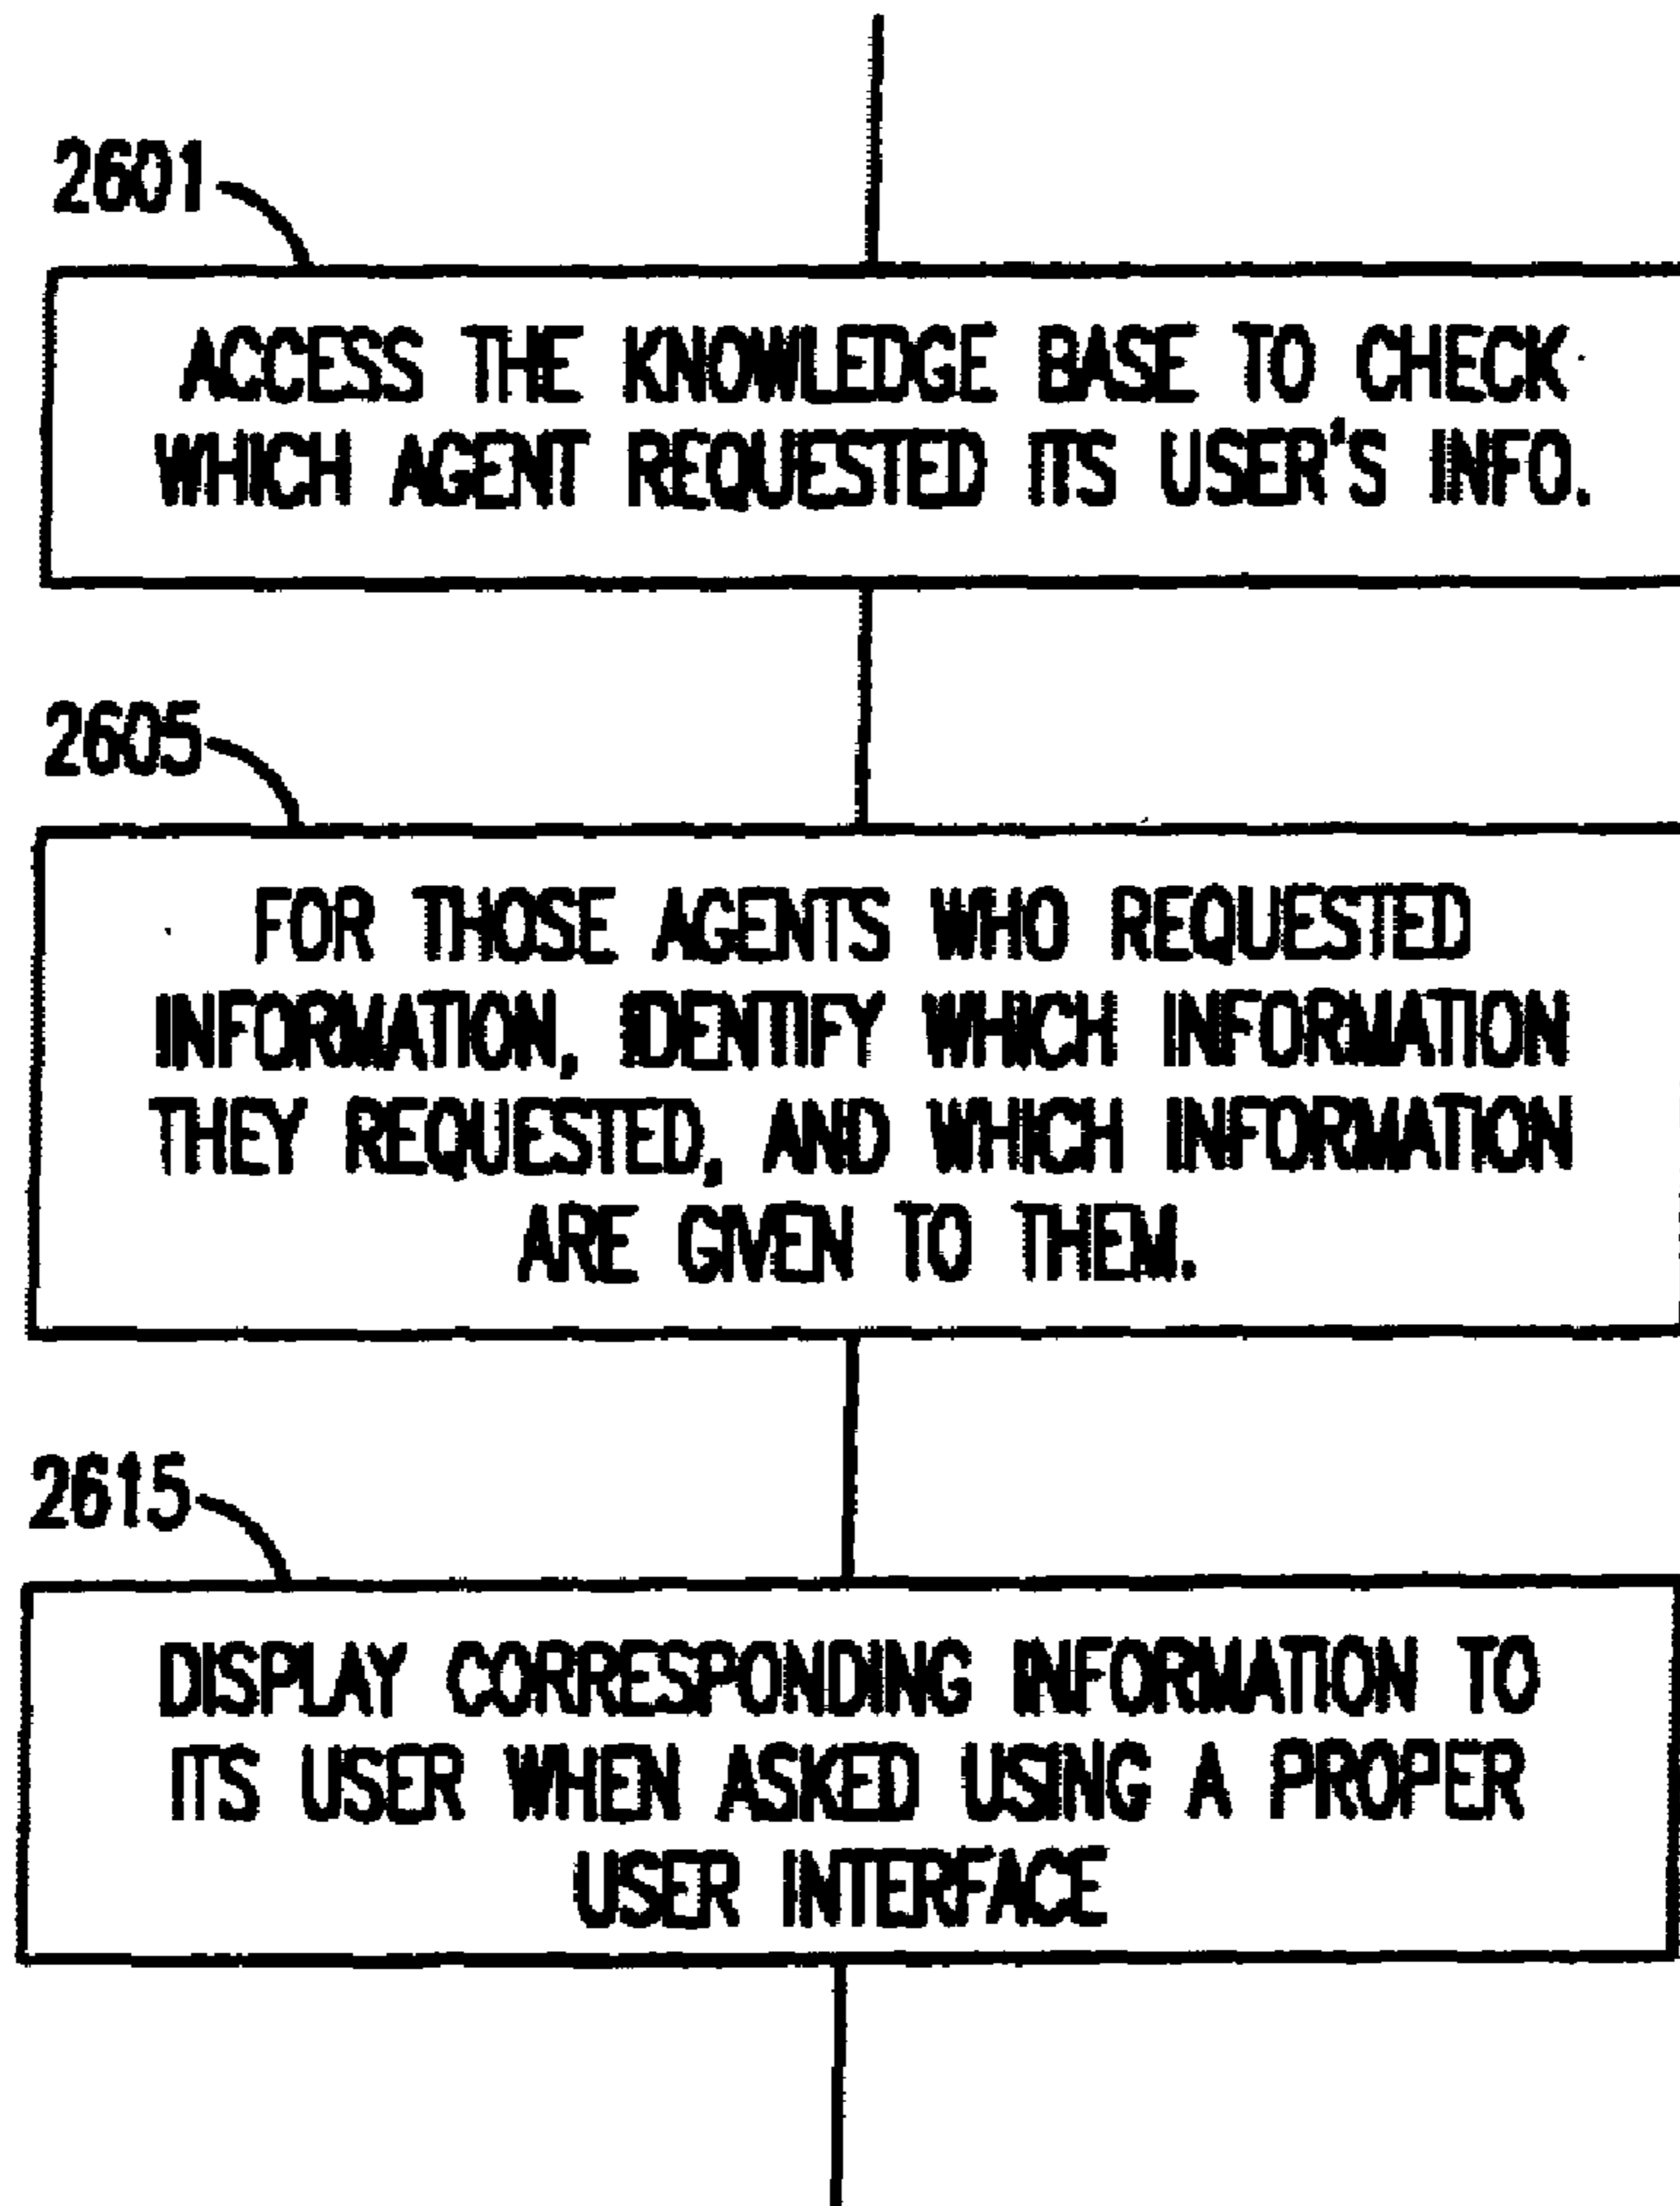 2601
ACCESS THE KNOWLEDGE BASE TO CHECK
WHICH AGENT REQUESTED ITS USER'S INFO.
2605
FOR THOSE AGENTS WHO REQUESTED
INFORMATION, IDENTIFY WHICH INFORMATION
THEY REQUESTED, AND WHICH INFORMATION
ARE GIVEN TO THEM.
2615
DISPLAY CORRESPONDING INFORMATION TO
ITS USER WHEN ASKED USING A PROPER
USER INTERFACE